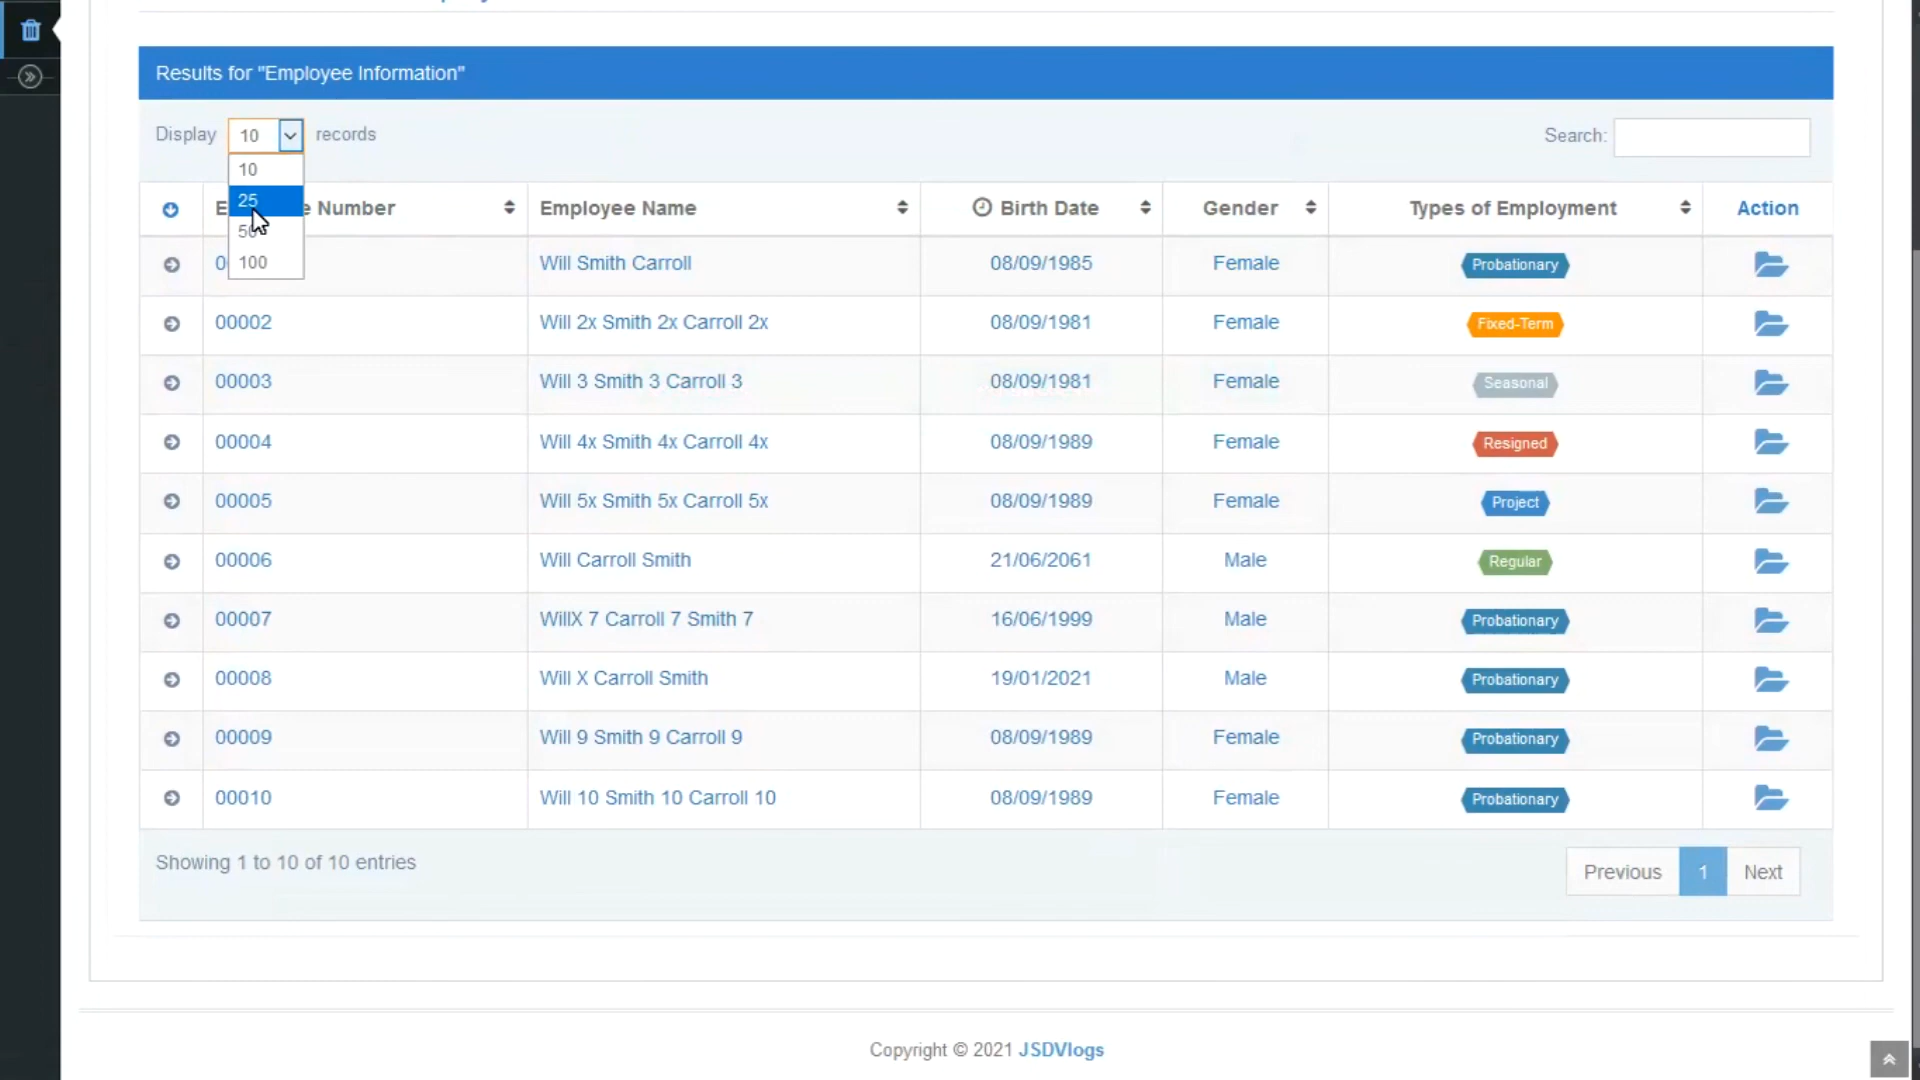 Results for "Employee Information"
Display 10 records Search:
10
25
50
100
Number Employee Name Birth Date Gender Types of Employment Action
Will Smith Carroll 08/09/1985 Female Probationary
00002 Will 2x Smith 2x Carroll 2x 08/09/1981 Female Fixed-Term
00003 Will 3 Smith 3 Carroll 3 08/09/1981 Female Seasonal
00004 Will 4x Smith 4x Carroll 4x 08/09/1989 Female Resigned
00005 Will 5x Smith 5x Carroll 5x 08/09/1989 Female Project
00006 Will Carroll Smith 21/06/2061 Male Regular
00007 WillX 7 Carroll 7 Smith 7 16/06/1999 Male Probationary
00008 Will X Carroll Smith 19/01/2021 Male Probationary
00009 Will 9 Smith 9 Carroll 9 08/09/1989 Female Probationary
00010 Will 10 Smith 10 Carroll 10 08/09/1989 Female Probationary
Showing 1 to 10 of 10 entries Previous 1 Next
Copyright © 2021 JSDVlogs